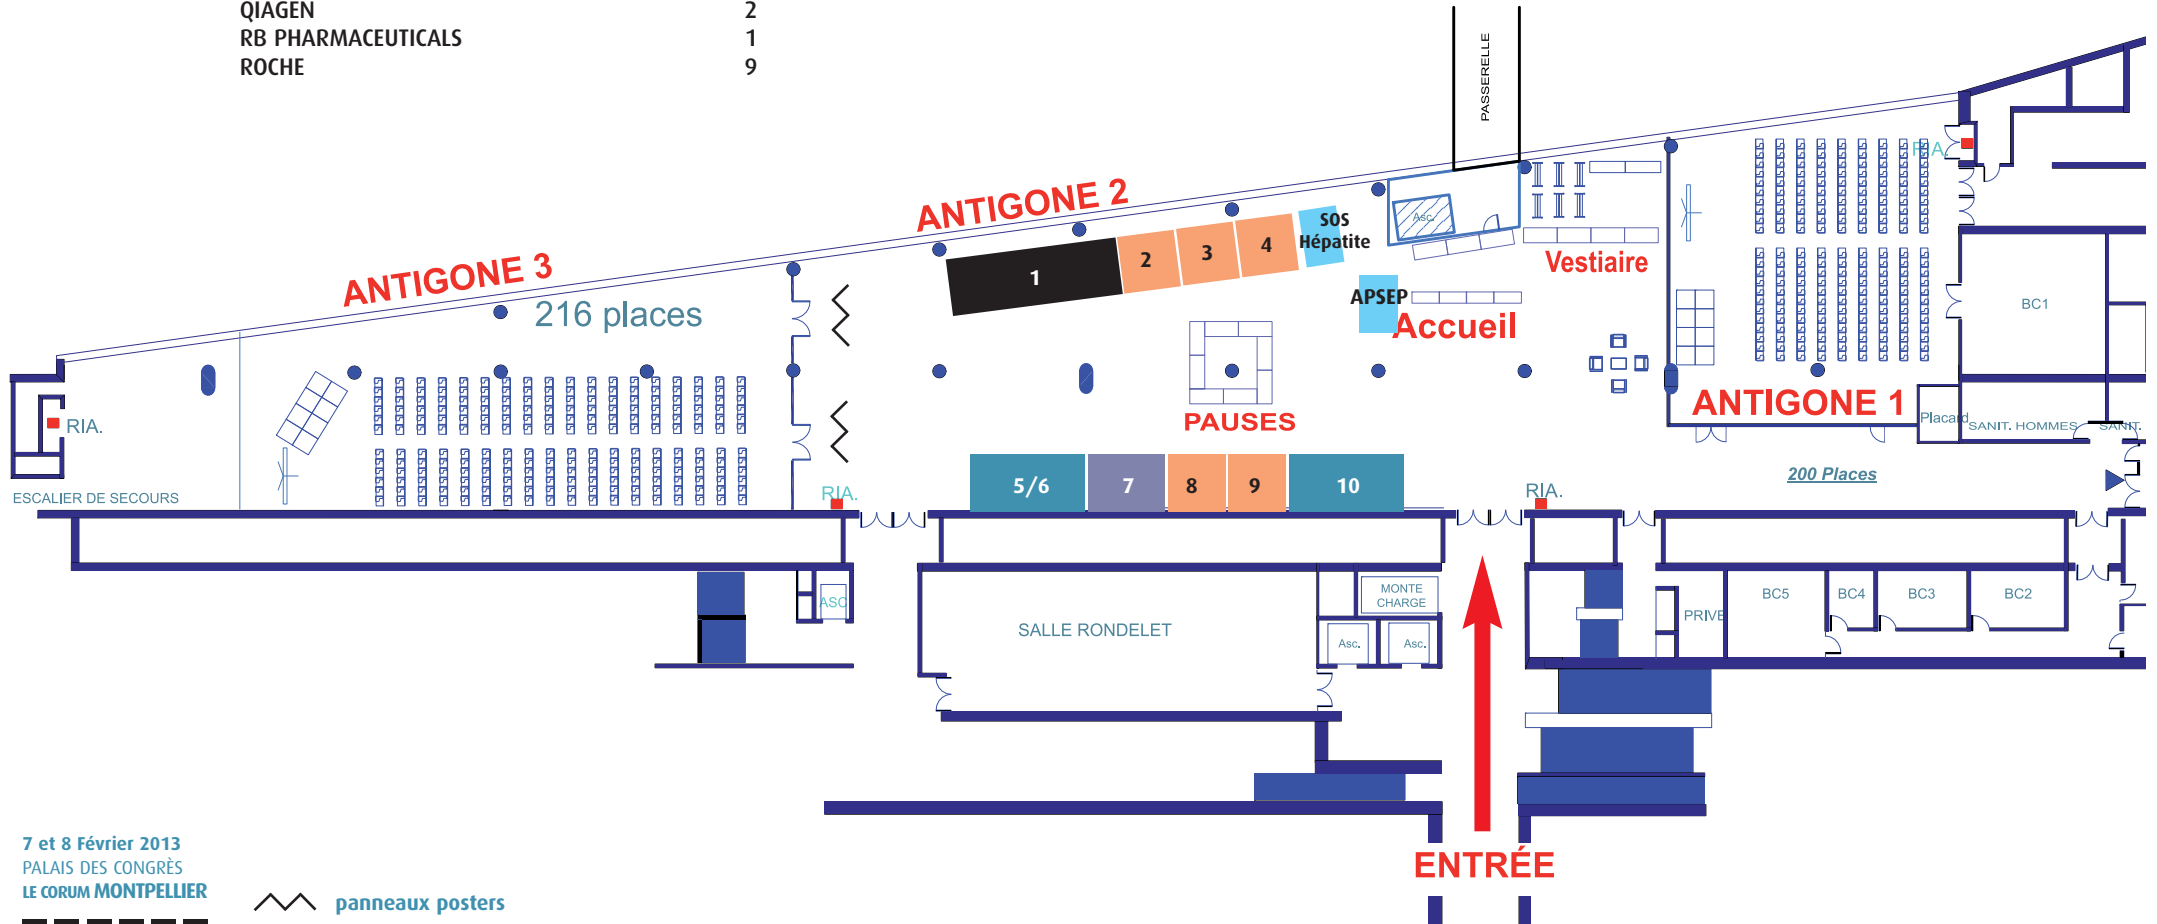 QIAGEN 2
RB PHARMACEUTICALS 1
ROCHE 9
PASSERELLE
ANTIGONE 3
216 places
ANTIGONE 2
1
2
3
4
SOS
Hépatite
Asc.
Vestiaire
APSEP
Accueil
PAUSES
RIA.
BC1
ANTIGONE 1
Placard
SANIT. HOMMES
SANIT.
200 Places
RIA.
ESCALIER DE SECOURS
RIA.
5/6
7
8
9
10
RIA.
ASC
SALLE RONDELET
MONTE
CHARGE
Asc.
Asc.
PRIVE
BC5
BC4
BC3
BC2
ENTRÉE
7 et 8 Février 2013
PALAIS DES CONGRÈS
LE CORUM MONTPELLIER
panneaux posters